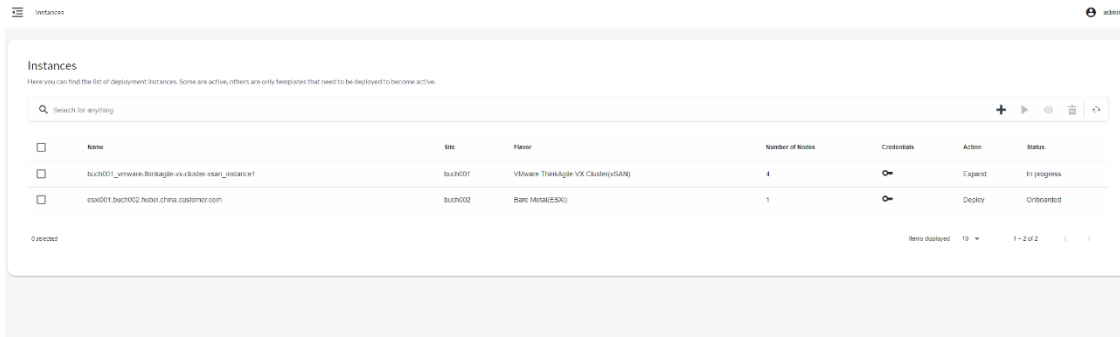 Instances
admin
Instances
Here you can find the list of deployment instances. Some are active, others are only templates that need to be deployed to become active.
Search for anything
Name Site Flavor Number of Nodes Credentials Action Status
buch001_vmware-thinkagile-vx-cluster-vsan_instance1 buch001 VMware ThinkAgile VX Cluster(vSAN) 4 Expand In progress
esxi001.buch002.hubei.china.customer.com buch002 Bare Metal(ESXi) 1 Deploy Onboarded
0 selected Items displayed 10 1 – 2 of 2